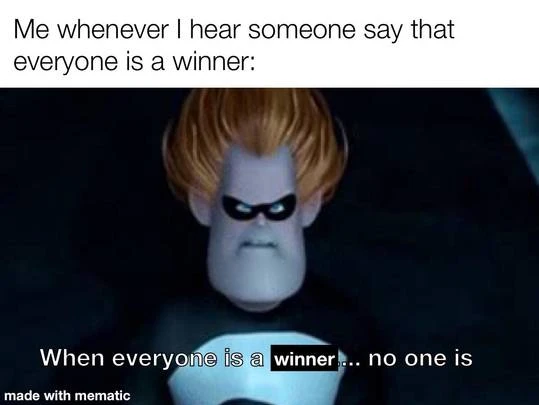 Me whenever I hear someone say that
everyone is a winner:
When everyone is a winner.... no one is
made with mematic